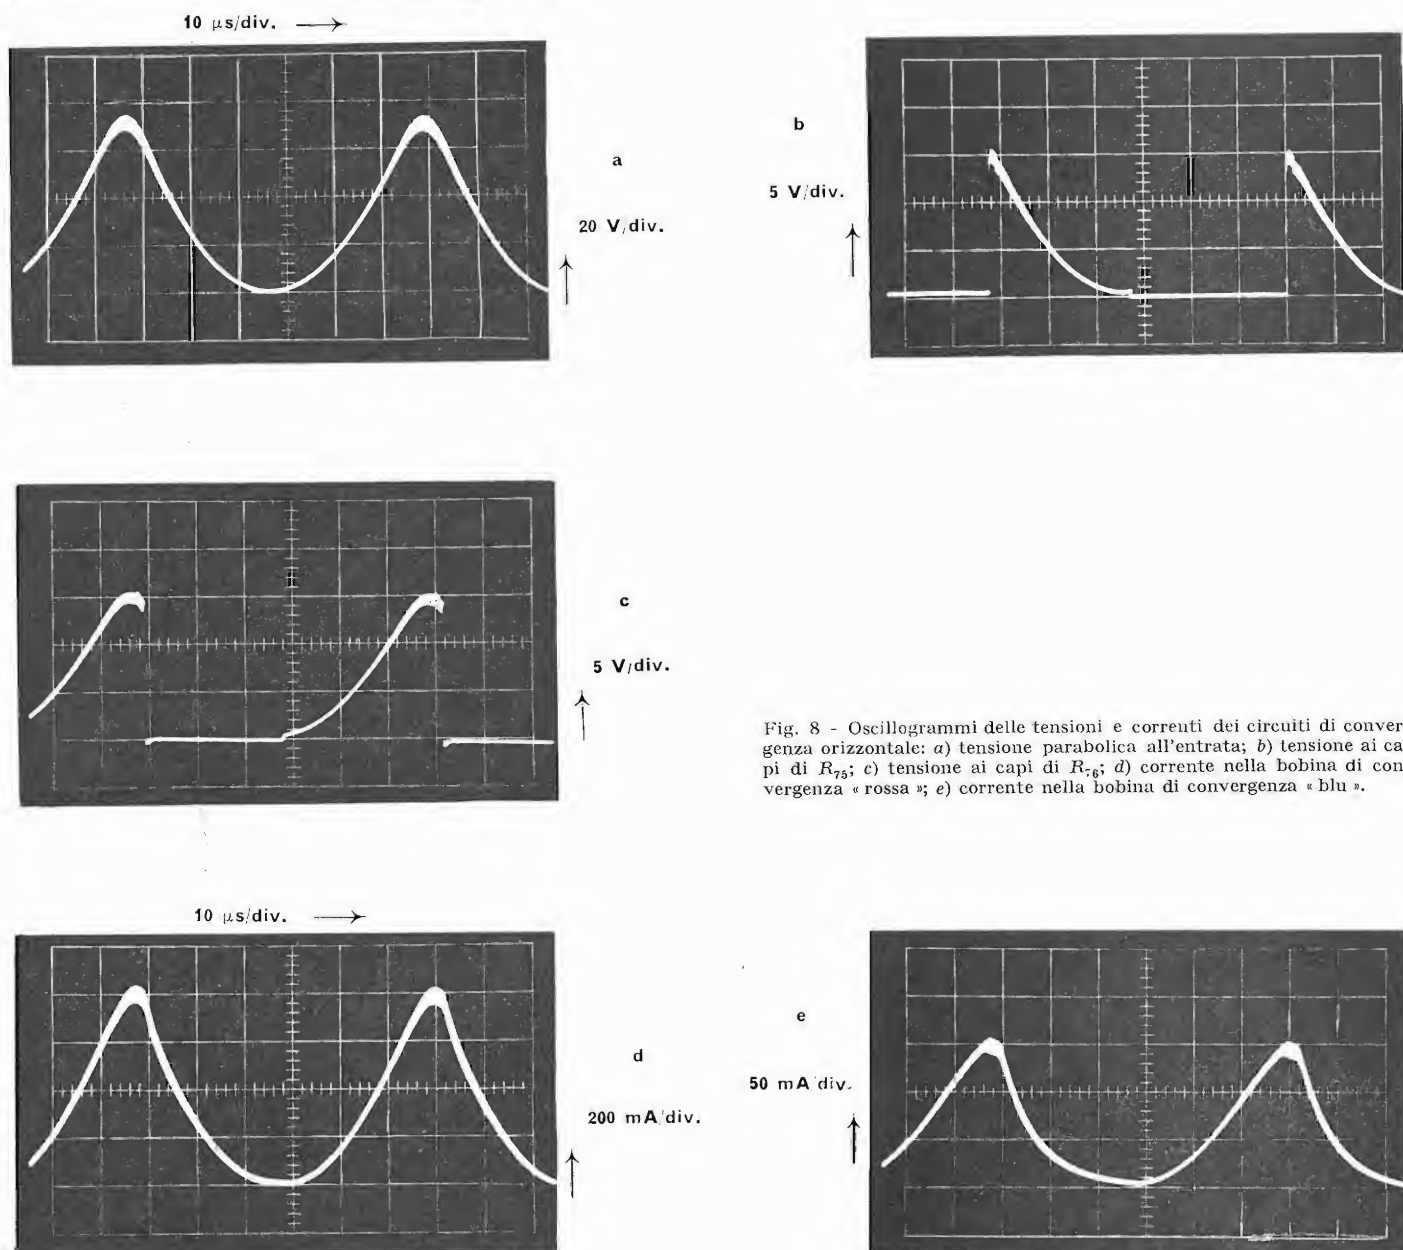 10 μs/div.
a
20 V/div.
b
5 V/div.
c
5 V/div.
Fig. 8 - Oscillogrammi delle tensioni e correnti dei circuiti di conver-
genza orizzontale: a) tensione parabolica all'entrata; b) tensione ai ca-
pi di R75; c) tensione ai capi di R76; d) corrente nella bobina di con-
vergenza « rossa »; e) corrente nella bobina di convergenza « blu ».
10 μs/div.
d
200 mA/div.
e
50 mA/div.